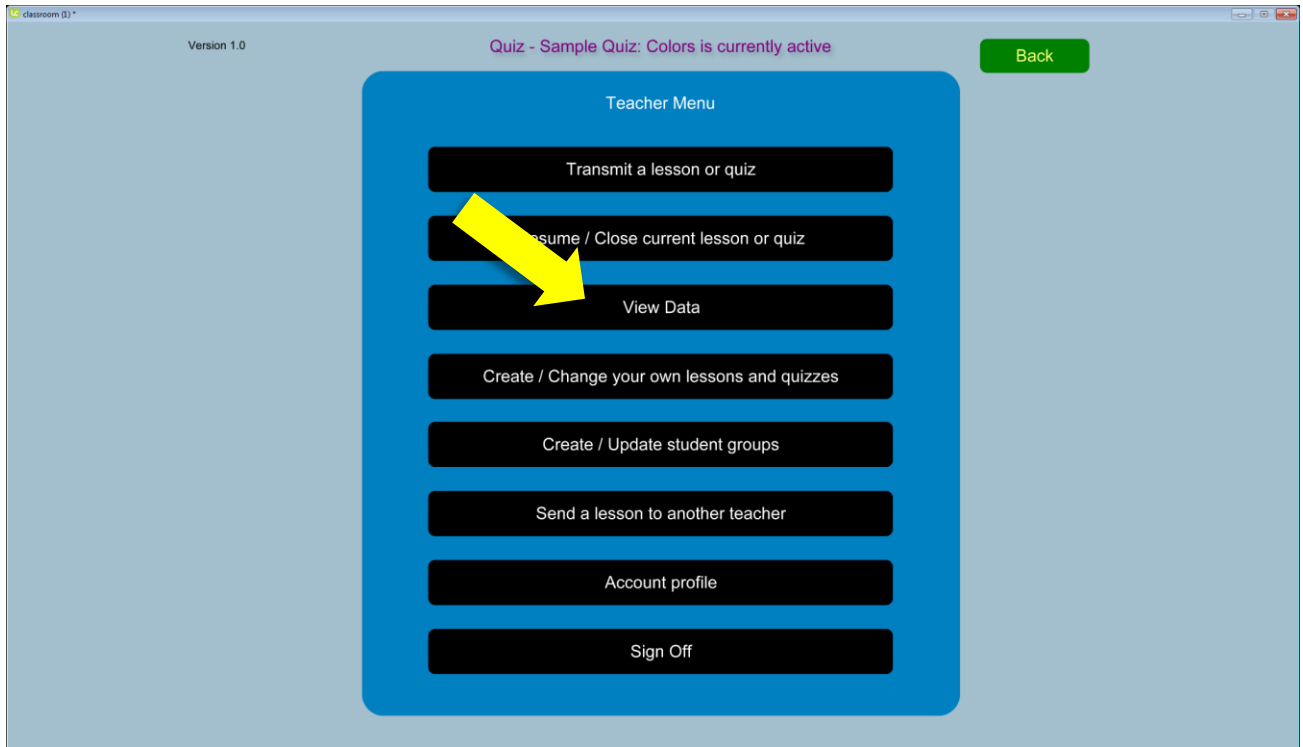 classroom (1) *
Version 1.0
Quiz - Sample Quiz: Colors is currently active
Back
Teacher Menu
Transmit a lesson or quiz
esume / Close current lesson or quiz
View Data
Create / Change your own lessons and quizzes
Create / Update student groups
Send a lesson to another teacher
Account profile
Sign Off